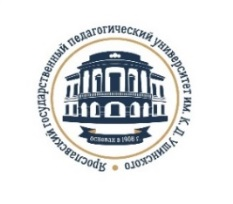 Ярославский государственный педагогический университет им. К. Д. Ушинского
основан в 1908 г.